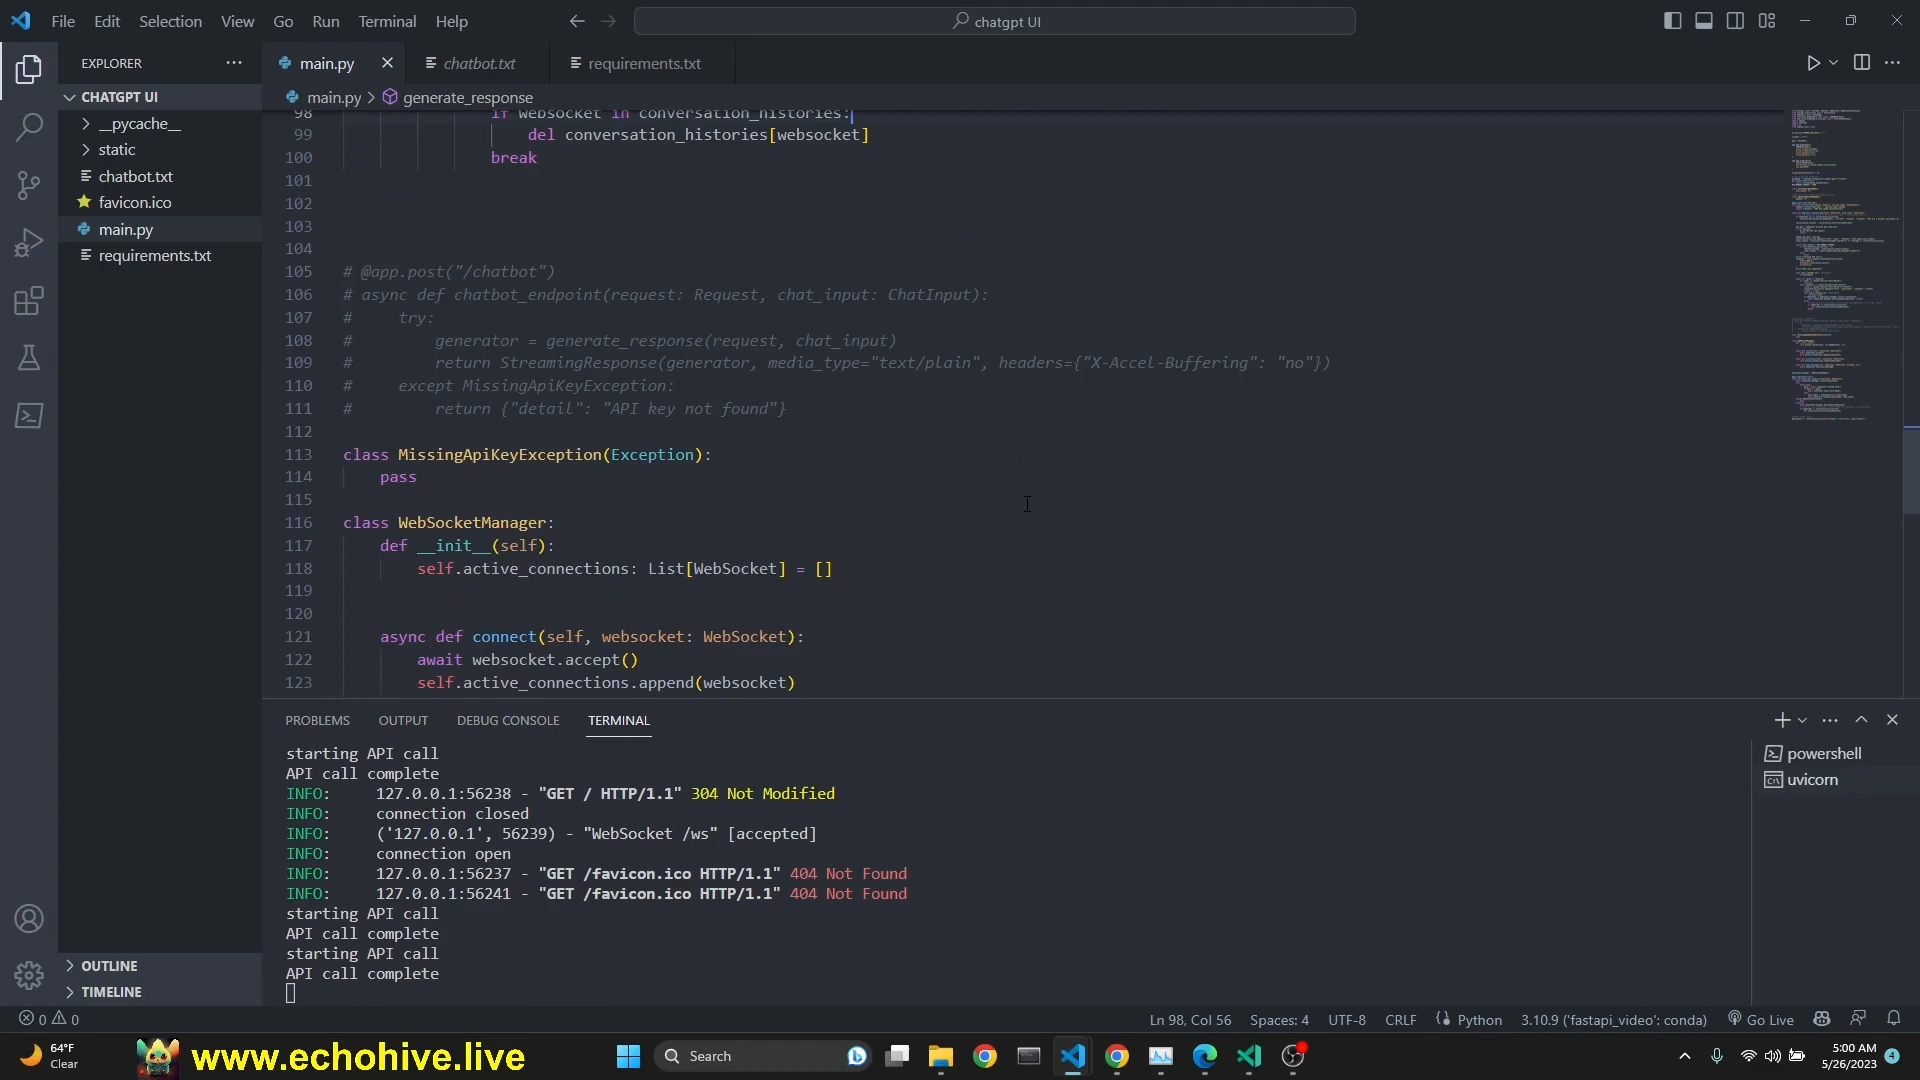 File Edit Selection View Go Run Terminal Help
chatgpt UI
EXPLORER
main.py
chatbot.txt
requirements.txt
CHATGPT UI
main.py > generate_response
__pycache__
static
chatbot.txt
favicon.ico
main.py
requirements.txt
98 if websocket in conversation_histories:
99 del conversation_histories[websocket]
100 break
101
102
103
104
105 # @app.post("/chatbot")
106 # async def chatbot_endpoint(request: Request, chat_input: ChatInput):
107 # try:
108 # generator = generate_response(request, chat_input)
109 # return StreamingResponse(generator, media_type="text/plain", headers={"X-Accel-Buffering": "no"})
110 # except MissingApiKeyException:
111 # return {"detail": "API key not found"}
112
113 class MissingApiKeyException(Exception):
114 pass
115
116 class WebSocketManager:
117 def __init__(self):
118 self.active_connections: List[WebSocket] = []
119
120
121 async def connect(self, websocket: WebSocket):
122 await websocket.accept()
123 self.active_connections.append(websocket)
PROBLEMS OUTPUT DEBUG CONSOLE TERMINAL
starting API call
API call complete
INFO: 127.0.0.1:56238 - "GET / HTTP/1.1" 304 Not Modified
INFO: connection closed
INFO: ('127.0.0.1', 56239) - "WebSocket /ws" [accepted]
INFO: connection open
INFO: 127.0.0.1:56237 - "GET /favicon.ico HTTP/1.1" 404 Not Found
INFO: 127.0.0.1:56241 - "GET /favicon.ico HTTP/1.1" 404 Not Found
starting API call
API call complete
starting API call
API call complete
powershell
uvicorn
OUTLINE
TIMELINE
0 0
Ln 98, Col 56 Spaces: 4 UTF-8 CRLF Python 3.10.9 ('fastapi_video': conda) Go Live
64°F
Clear
www.echohive.live
Search
5:00 AM
5/26/2023
4